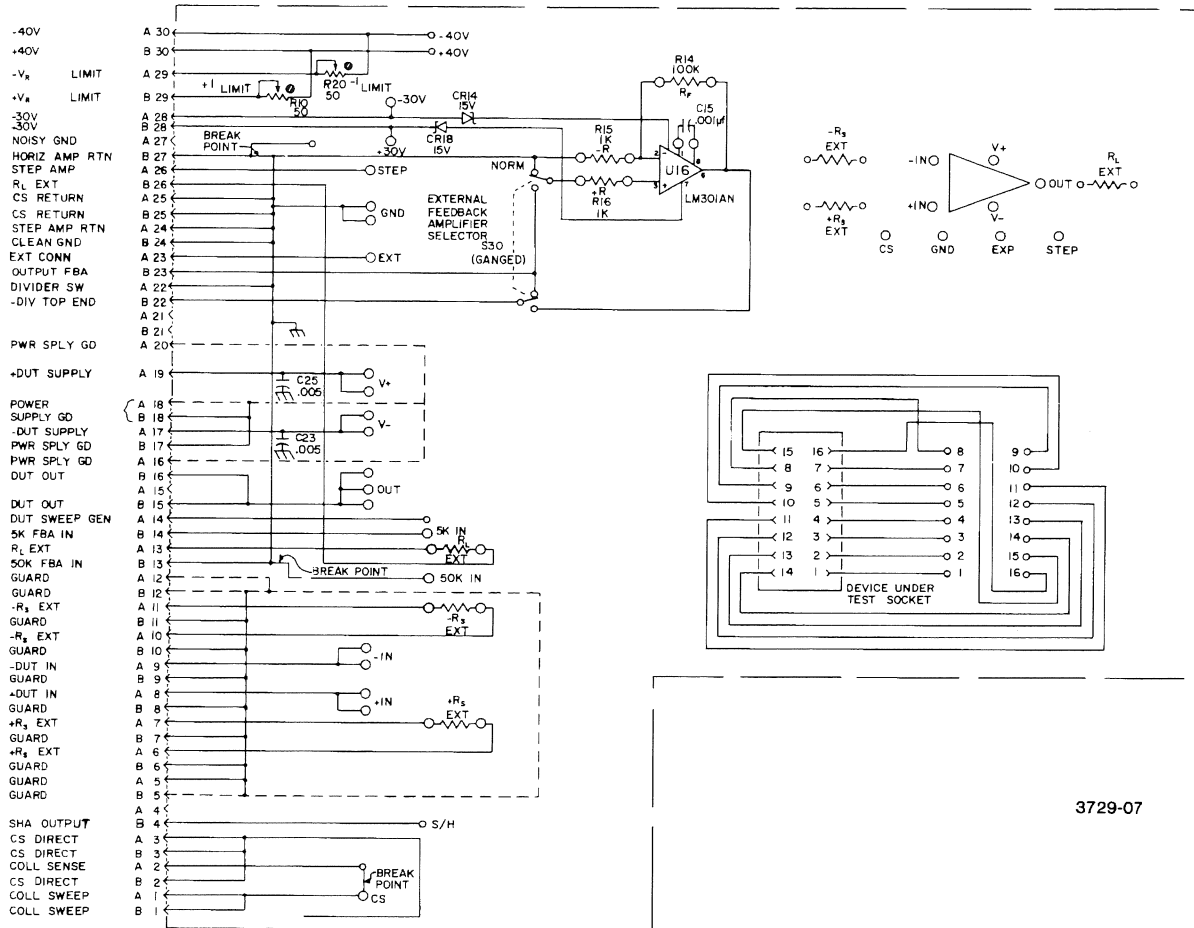 -40V A 30 -40V
+40V B 30 +40V
-VR LIMIT A 29
+VR LIMIT B 29
-30V A 28
-30V B 28
NOISY GND A 27
HORIZ AMP RTN B 27
STEP AMP A 26 STEP
RL EXT B 26
CS RETURN A 25
CS RETURN B 25 GND
STEP AMP RTN A 24
CLEAN GND B 24
EXT CONN A 23 EXT
OUTPUT FBA B 23
DIVIDER SW A 22
-DIV TOP END B 22
A 21
B 21
PWR SPLY GD A 20
+DUT SUPPLY A 19 V+
POWER A 18
SUPPLY GD B 18
-DUT SUPPLY A 17 V-
PWR SPLY GD B 17
PWR SPLY GD A 16
DUT OUT B 16
A 15 OUT
DUT OUT B 15
DUT SWEEP GEN A 14
5K FBA IN B 14 5K IN
RL EXT A 13
50K FBA IN B 13
GUARD A 12 50K IN
GUARD B 12
-RS EXT A 11
GUARD B 11
-RS EXT A 10
GUARD B 10
-DUT IN A 9 -IN
GUARD B 9
+DUT IN A 8 +IN
GUARD B 8
+RS EXT A 7
GUARD B 7
+RS EXT A 6
GUARD B 6
GUARD A 5
GUARD B 5
A 4
SHA OUTPUT B 4 S/H
CS DIRECT A 3
CS DIRECT B 3
COLL SENSE A 2
CS DIRECT B 2
COLL SWEEP A 1 CS
COLL SWEEP B 1
+I LIMIT
R10
50
R20
50
-I LIMIT
-30V
CR14
15V
CR18
15V
+30V
BREAK
POINT
NORM
EXTERNAL
FEEDBACK
AMPLIFIER
SELECTOR
S30
(GANGED)
R14
100K
RF
C15
.001µf
R15
1K
-R
+R
R16
1K
2 - 1 8
U16 6
3 + 7
LM301AN
C25
.005
C23
.005
RL
EXT
BREAK POINT
-RS
EXT
+RS
EXT
BREAK
POINT
-RS
EXT
+RS
EXT
-IN
+IN
V+
V-
OUT
RL
EXT
CS GND EXP STEP
15 16 8 9
8 7 7 10
9 6 6 11
10 5 5 12
11 4 4 13
12 3 3 14
13 2 2 15
14 1 1 16
DEVICE UNDER
TEST SOCKET
3729-07